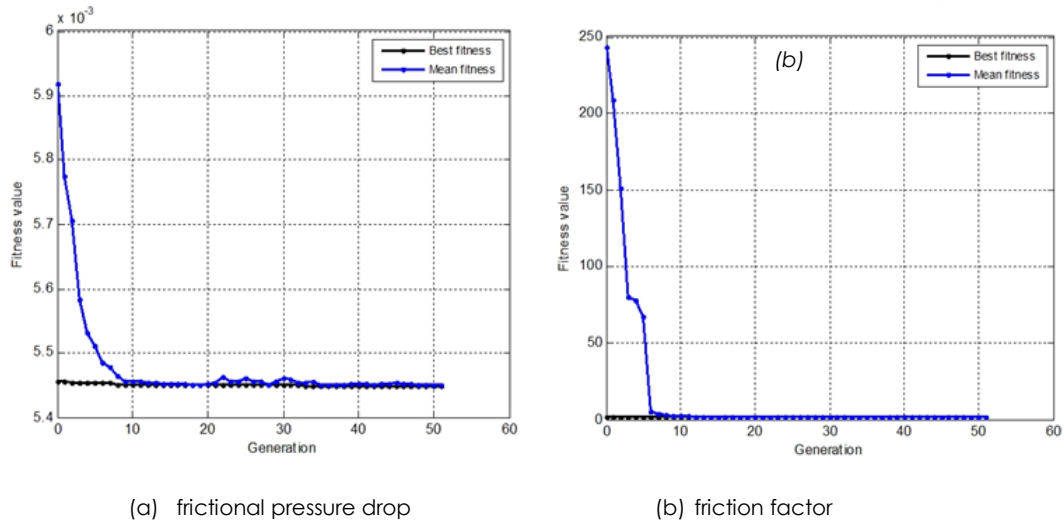 x 10⁻³
6
5.9
5.8
5.7
5.6
5.5
5.4
Fitness value
0 10 20 30 40 50 60
Generation
Best fitness
Mean fitness
250
200
150
100
50
0
Fitness value
0 10 20 30 40 50 60
Generation
(b)
Best fitness
Mean fitness
(a) frictional pressure drop
(b) friction factor